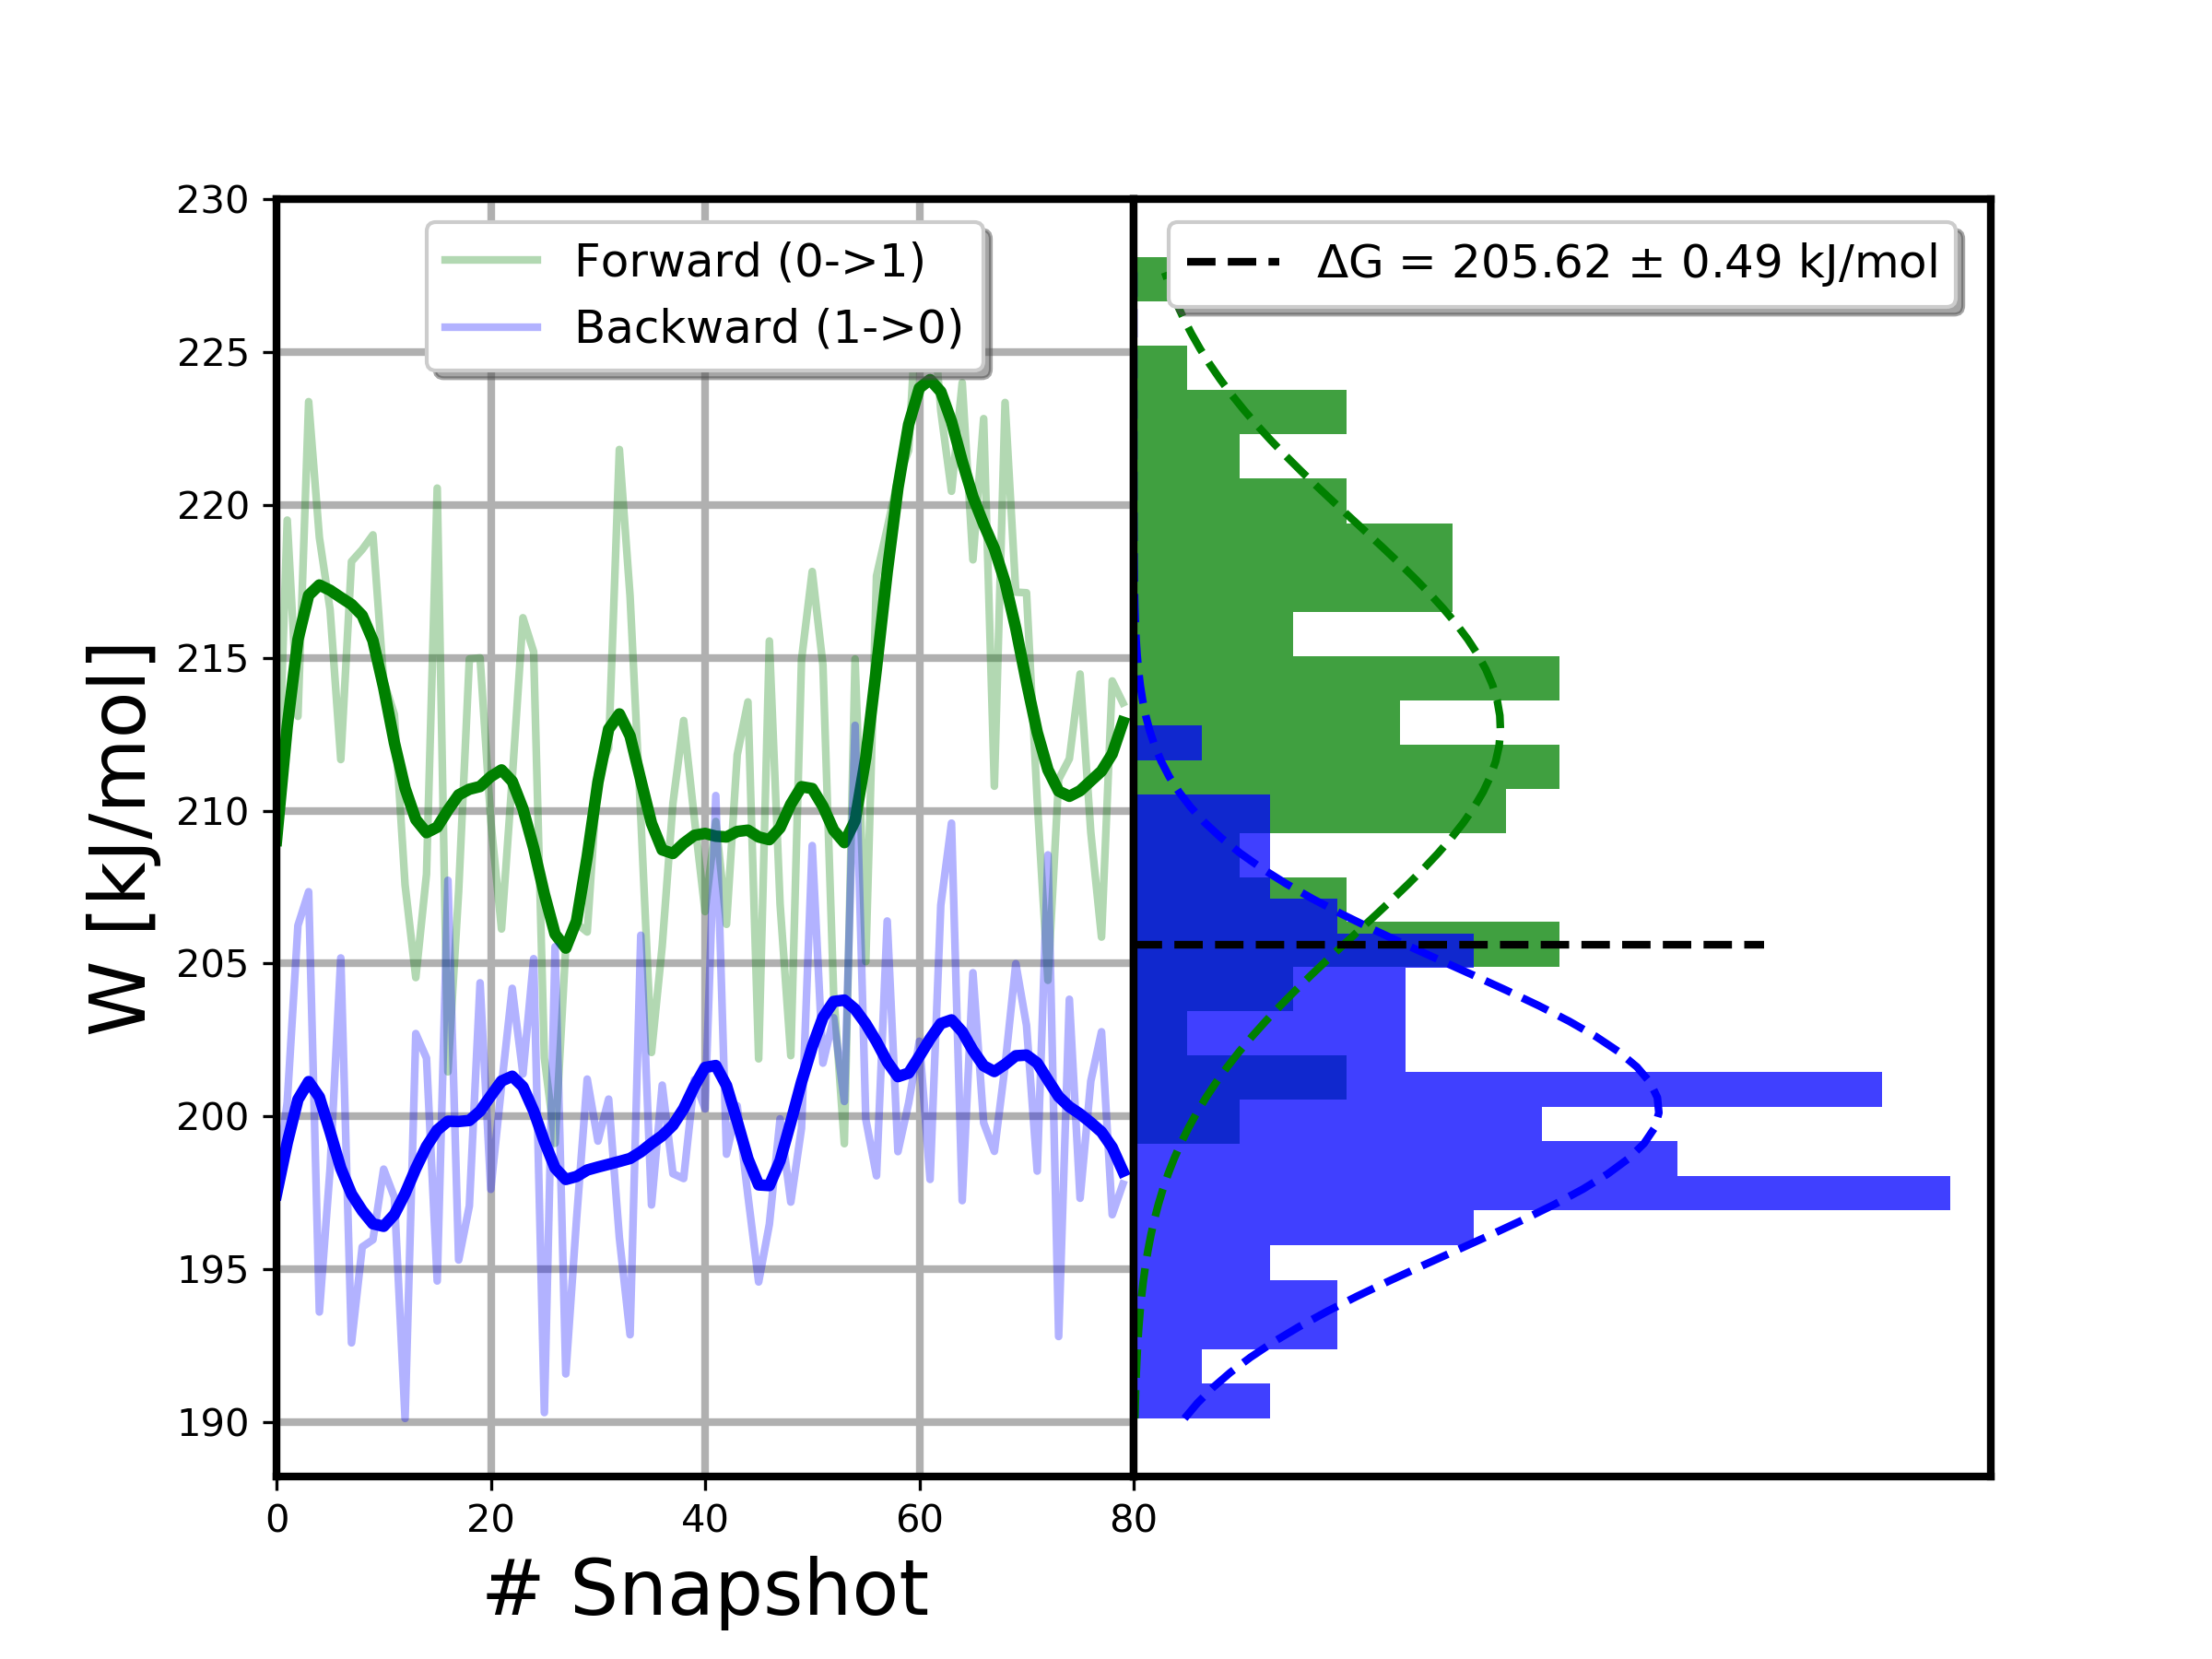 230
225
220
215
210
205
200
195
190
W [kJ/mol]
0
20
40
60
80
# Snapshot
Forward (0->1)
Backward (1->0)
ΔG = 205.62 ± 0.49 kJ/mol